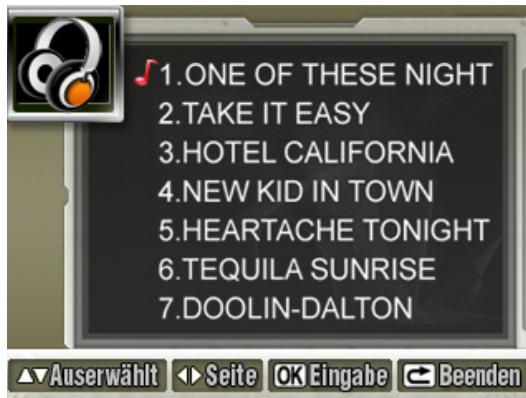 1.ONE OF THESE NIGHT
2.TAKE IT EASY
3.HOTEL CALIFORNIA
4.NEW KID IN TOWN
5.HEARTACHE TONIGHT
6.TEQUILA SUNRISE
7.DOOLIN-DALTON
Auserwählt Seite OK Eingabe Beenden